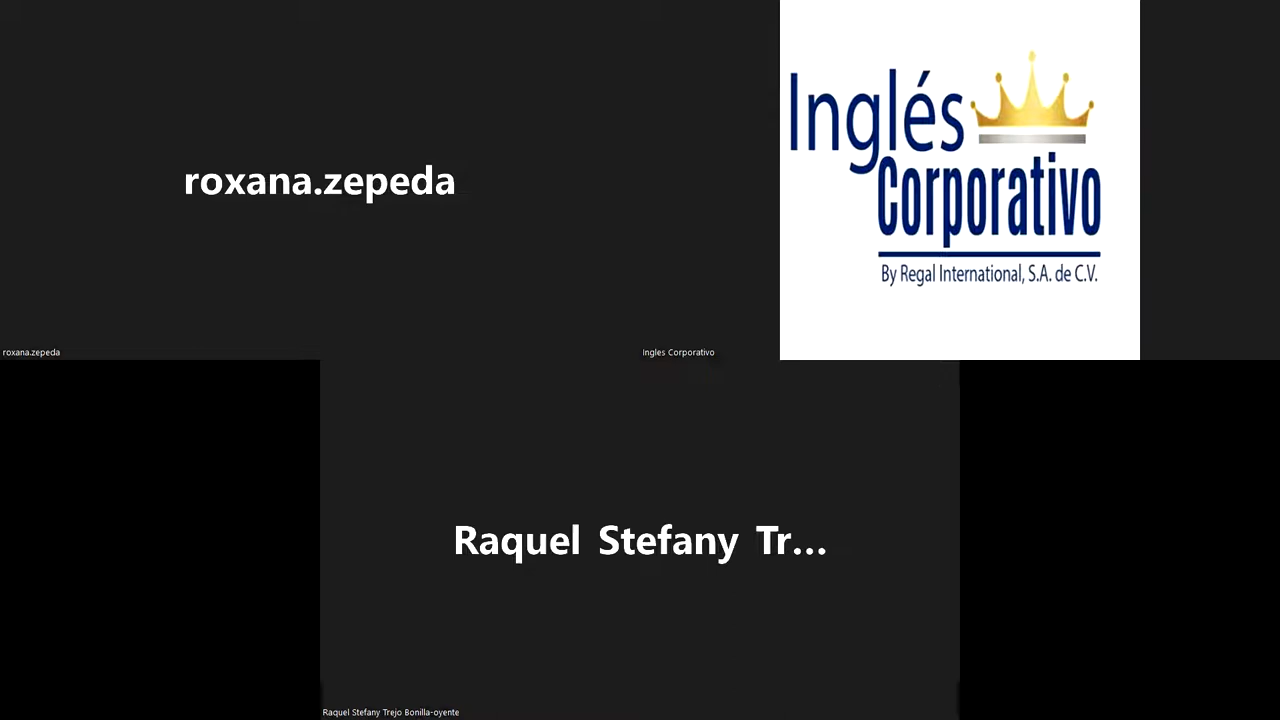 roxana.zepeda
roxana.zepeda
Inglés
Corporativo
By Regal International, S.A. de C.V.
Ingles Corporativo
Raquel Stefany Tr...
Raquel Stefany Trejo Bonilla-oyente